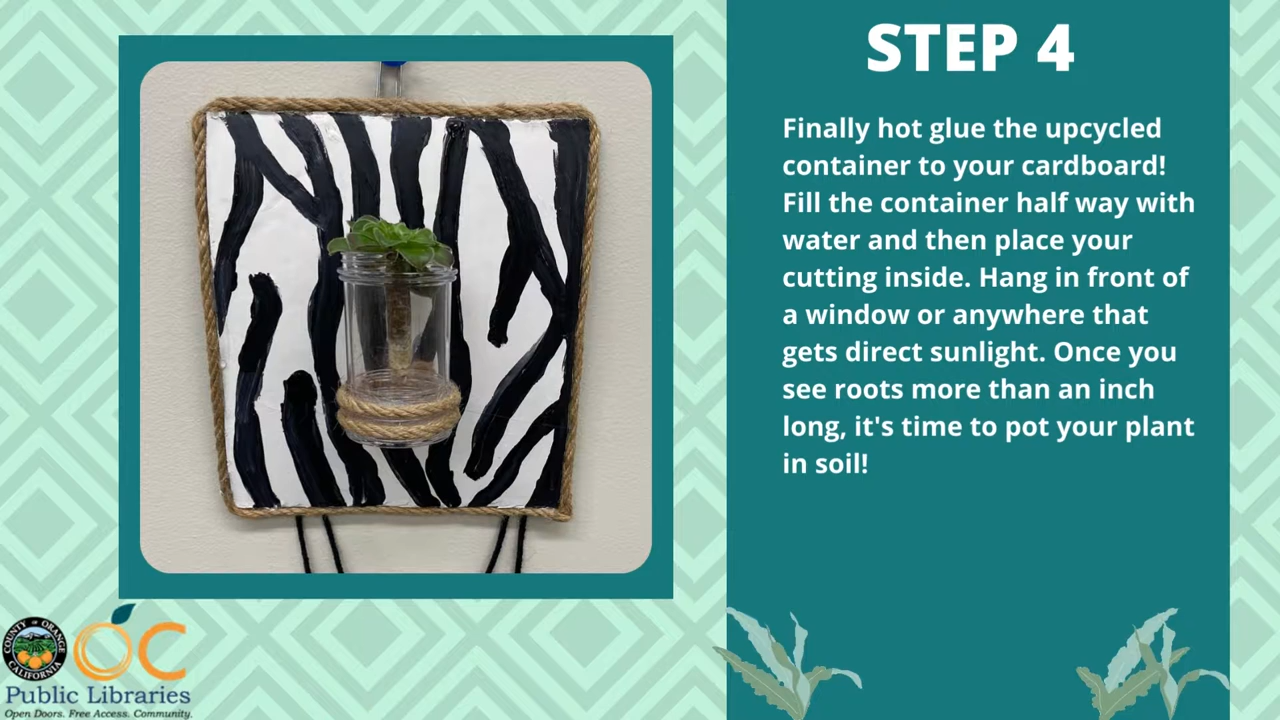 STEP 4
Finally hot glue the upcycled
container to your cardboard!
Fill the container half way with
water and then place your
cutting inside. Hang in front of
a window or anywhere that
gets direct sunlight. Once you
see roots more than an inch
long, it's time to pot your plant
in soil!
COUNTY OF ORANGE
CALIFORNIA
OC
Public Libraries
Open Doors. Free Access. Community.